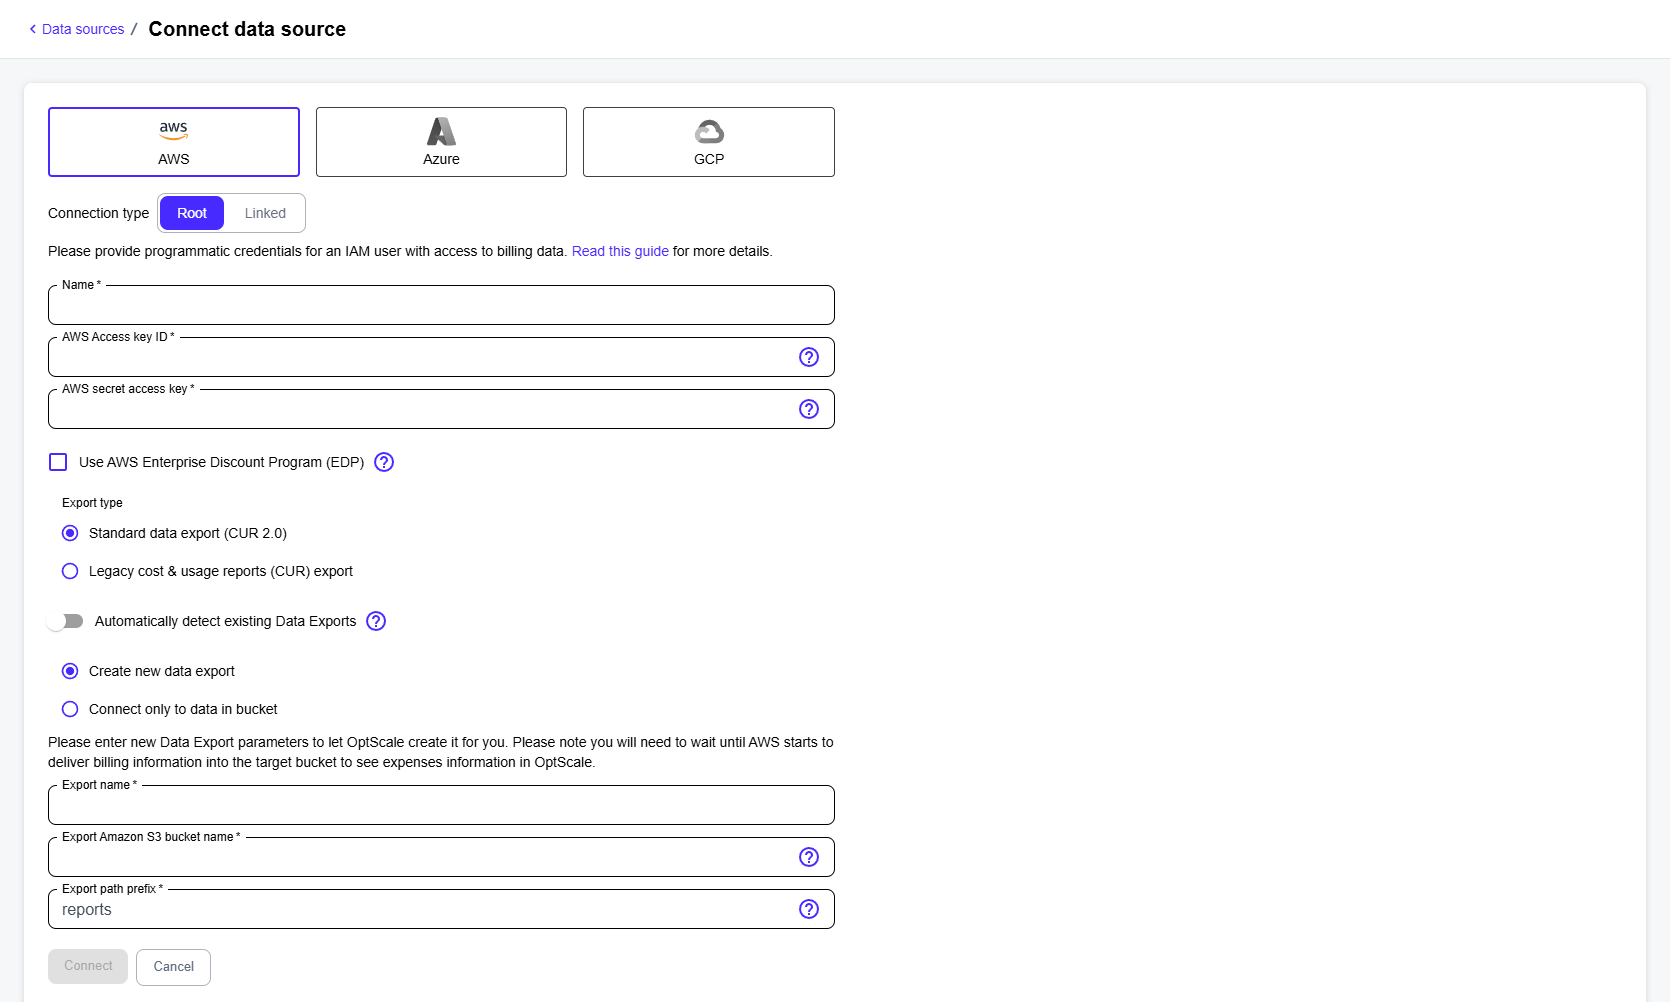 Data sources / Connect data source
aws
AWS
Azure
GCP
Connection type Root Linked
Please provide programmatic credentials for an IAM user with access to billing data. Read this guide for more details.
Name *
AWS Access key ID *
AWS secret access key *
Use AWS Enterprise Discount Program (EDP)
Export type
Standard data export (CUR 2.0)
Legacy cost & usage reports (CUR) export
Automatically detect existing Data Exports
Create new data export
Connect only to data in bucket
Please enter new Data Export parameters to let OptScale create it for you. Please note you will need to wait until AWS starts to
deliver billing information into the target bucket to see expenses information in OptScale.
Export name *
Export Amazon S3 bucket name *
Export path prefix *
reports
Connect Cancel